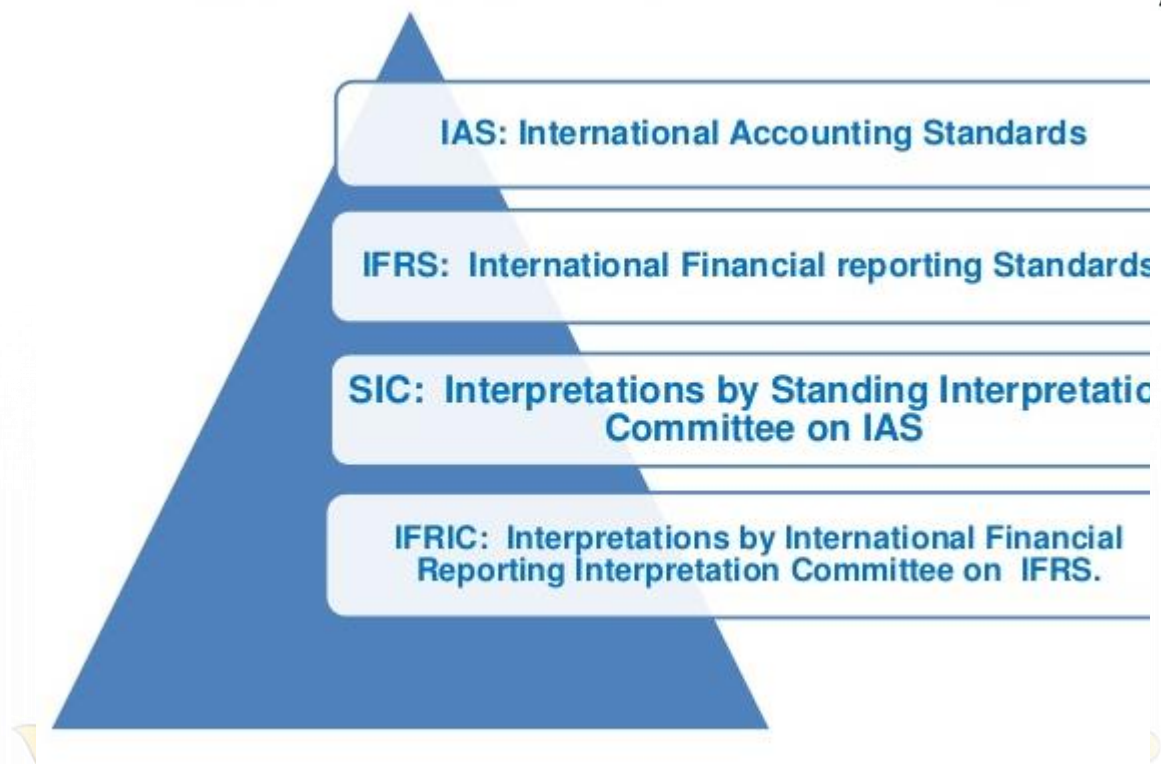 IAS: International Accounting Standards
IFRS: International Financial reporting Standards
SIC: Interpretations by Standing
Committee on IAS
IFRIC: Interpretations by International Financial
Reporting Interpretation Committee on IFRS.